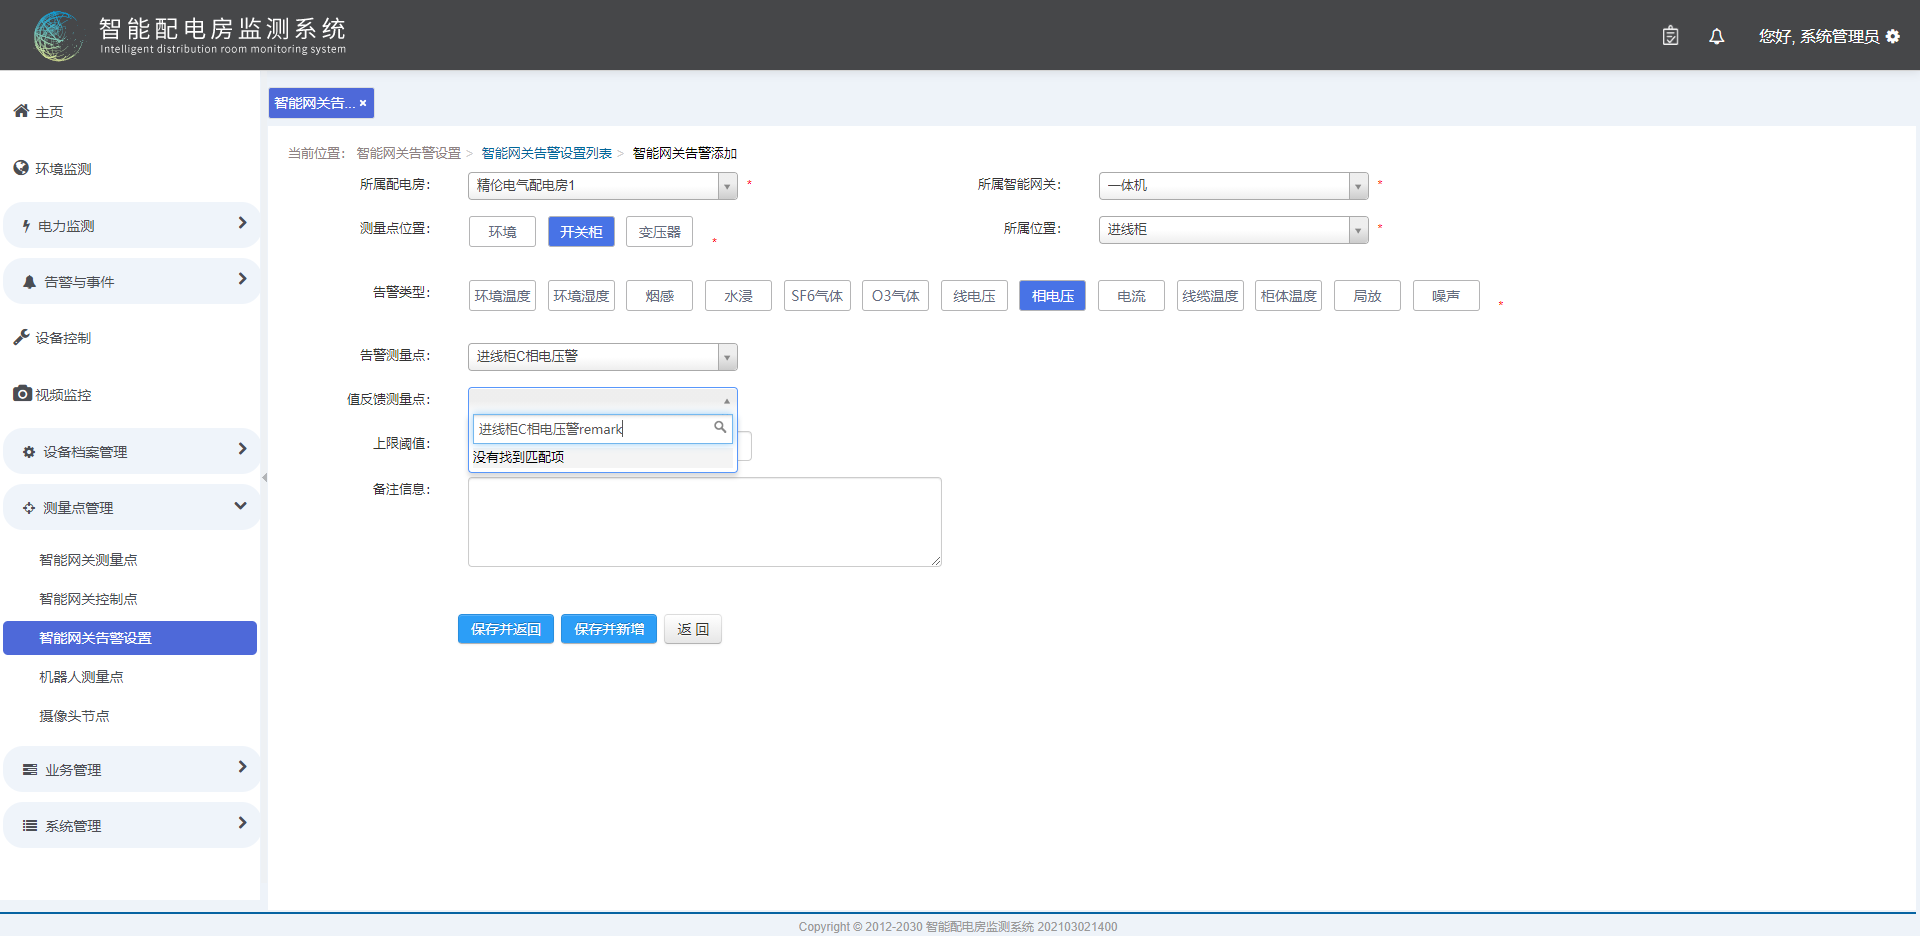 智能配电房监测系统
Intelligent distribution room monitoring system
您好, 系统管理员
主页
环境监测
电力监测
告警与事件
设备控制
视频监控
设备档案管理
测量点管理
智能网关测量点
智能网关控制点
智能网关告警设置
机器人测量点
摄像头节点
业务管理
系统管理
智能网关告... ×
当前位置: 智能网关告警设置 > 智能网关告警设置列表 > 智能网关告警添加
所属配电房: 精伦电气配电房1 * 所属智能网关: 一体机 *
测量点位置: 环境 开关柜 变压器 * 所属位置: 进线柜 *
告警类型: 环境温度 环境湿度 烟感 水浸 SF6气体 O3气体 线电压 相电压 电流 线缆温度 柜体温度 局放 噪声 *
告警测量点: 进线柜C相电压警
值反馈测量点:
进线柜C相电压警remark
上限阈值:
没有找到匹配项
备注信息:
保存并返回 保存并新增 返 回
Copyright © 2012-2030 智能配电房监测系统 202103021400